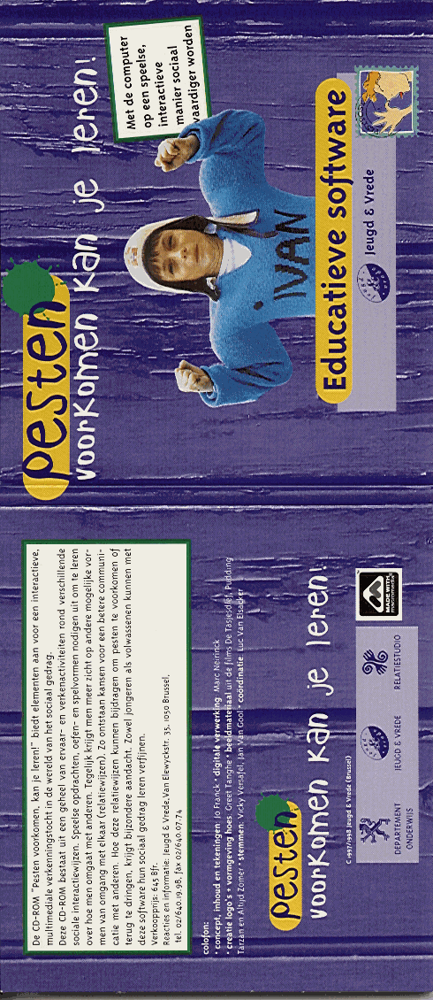 pesten
voorkomen kan je leren!
Met de computer
op een speelse,
interactieve
manier sociaal
vaardiger worden
IVAN
Educatieve software
Jeugd & Vrede
De CD-ROM "Pesten voorkomen, kan je leren!" biedt elementen aan voor een interactieve,
multimediale verkenningstocht in de wereld van het sociaal gedrag.
Deze CD-ROM bestaat uit een geheel van ervaar- en verkenactiviteiten rond verschillende
sociale interactiewijzen. Speelse opdrachten, oefen- en spelvormen nodigen uit om te leren
over hoe men omgaat met anderen. Tegelijk krijgt men meer zicht op andere mogelijke vor-
men van omgang met elkaar (relatiewijzen). Zo ontstaan kansen voor een betere communi-
catie met anderen. Hoe deze relatiewijzen kunnen bijdragen om pesten te voorkomen of
terug te dringen, krijgt bijzondere aandacht. Zowel jongeren als volwassenen kunnen met
deze software hun sociaal gedrag leren verfijnen.
Verkoopprijs: 645 Bfr.
Reacties en informatie: Jeugd & Vrede, Van Elewyckstr. 35, 1050 Brussel,
tel. 02/640.19.98, fax 02/640.07.74
colofon:
• concept, inhoud en tekeningen Jo Franck • digitale verwerking Marc Neirinck
• creatie logo's + vormgeving hoes: Greet Tanghe • beeldmateriaal uit de films De Tasjesdief, Pudding
Tarzan en Altijd Zomer • stemmen: Vicky Versafel, Jan Van Gool • coördinatie: Luc Van Elsacker
pesten
voorkomen kan je leren!
© 1997/1998 Jeugd & Vrede (Brussel)
DEPARTEMENT
ONDERWIJS
JEUGD & VREDE
RELATIESTUDIO
MADE WITH
macromedia